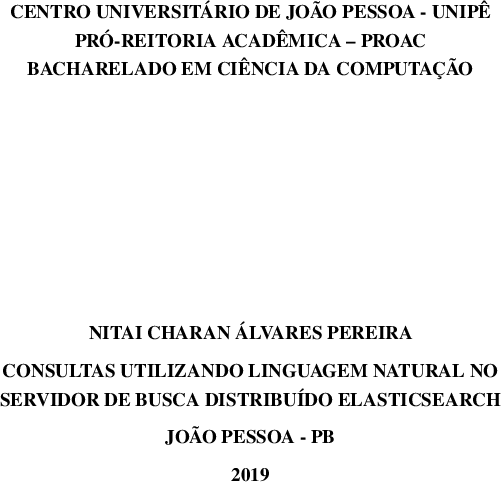 CENTRO UNIVERSITÁRIO DE JOÃO PESSOA - UNIPÊ
PRÓ-REITORIA ACADÊMICA – PROAC
BACHARELADO EM CIÊNCIA DA COMPUTAÇÃO
NITAI CHARAN ÁLVARES PEREIRA
CONSULTAS UTILIZANDO LINGUAGEM NATURAL NO
SERVIDOR DE BUSCA DISTRIBUÍDO ELASTICSEARCH
JOÃO PESSOA - PB
2019